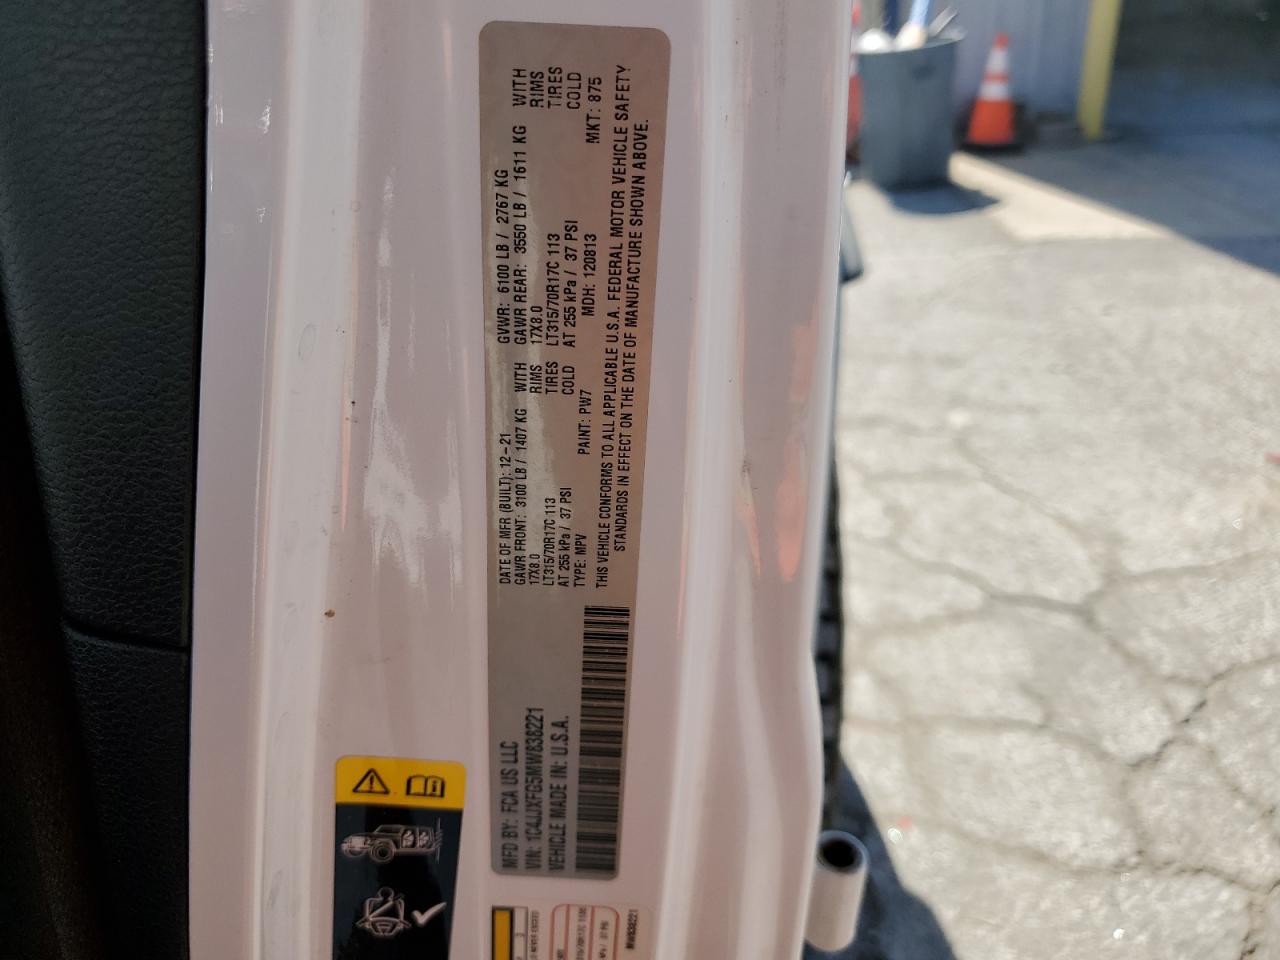 MFD BY: FCA US LLC
VIN: 1C4JJXFG5MW838221
VEHICLE MADE IN: U.S.A.
DATE OF MFR (BUILT): 12-21 GVWR: 6100 LB / 2767 KG
GAWR FRONT: 3100 LB / 1407 KG WITH GAWR REAR: 3550 LB / 1611 KG WITH
17X8.0 RIMS 17X8.0 RIMS
LT315/70R17C 113 TIRES LT315/70R17C 113 TIRES
AT 255 kPa / 37 PSI COLD AT 255 kPa / 37 PSI COLD
TYPE: MPV PAINT: PW7 MDH: 120813 MKT: 875
THIS VEHICLE CONFORMS TO ALL APPLICABLE U.S.A. FEDERAL MOTOR VEHICLE SAFETY
STANDARDS IN EFFECT ON THE DATE OF MANUFACTURE SHOWN ABOVE.
MW838221